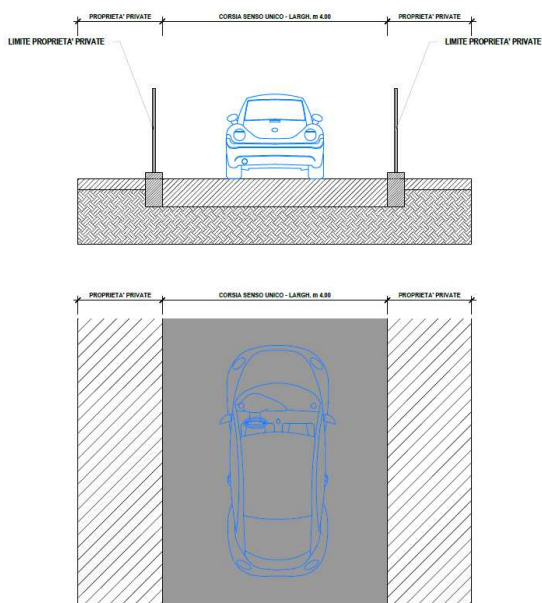 PROPRIETA' PRIVATE CORSIA SENSO UNICO - LARGH. m 4.00 PROPRIETA' PRIVATE
LIMITE PROPRIETA' PRIVATE LIMITE PROPRIETA' PRIVATE
PROPRIETA' PRIVATE CORSIA SENSO UNICO - LARGH. m 4.00 PROPRIETA' PRIVATE